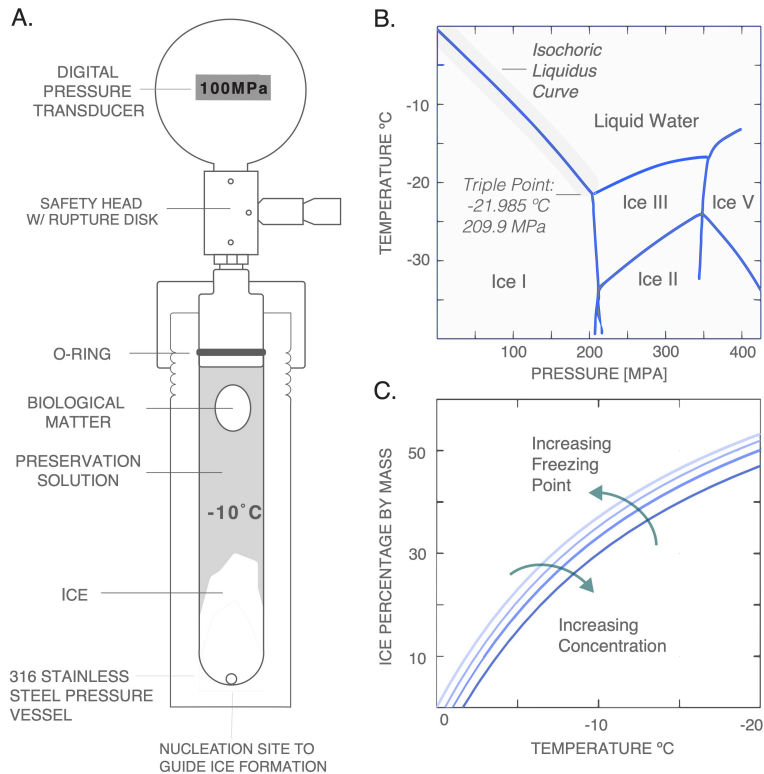 A.
DIGITAL
PRESSURE
TRANSDUCER
100MPa
SAFETY HEAD
W/ RUPTURE DISK
O-RING
BIOLOGICAL
MATTER
PRESERVATION
SOLUTION
-10°C
ICE
316 STAINLESS
STEEL PRESSURE
VESSEL
NUCLEATION SITE TO
GUIDE ICE FORMATION
B.
TEMPERATURE ºC
-10
-20
-30
Isochoric
Liquidus
Curve
Liquid Water
Triple Point:
-21.985 ºC
209.9 MPa
Ice III
Ice V
Ice I
Ice II
100
200
300
400
PRESSURE [MPA]
C.
ICE PERCENTAGE BY MASS
50
30
10
Increasing
Freezing
Point
Increasing
Concentration
0
-10
-20
TEMPERATURE ºC